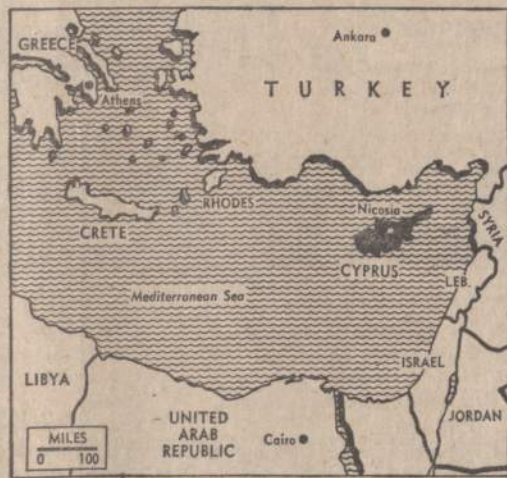 GREECE
Athens
Ankara
TURKEY
RHODES
CRETE
Nicosia
CYPRUS
SYRIA
LEB.
Mediterranean Sea
ISRAEL
LIBYA
UNITED
ARAB
REPUBLIC
Cairo
JORDAN
MILES
0 100